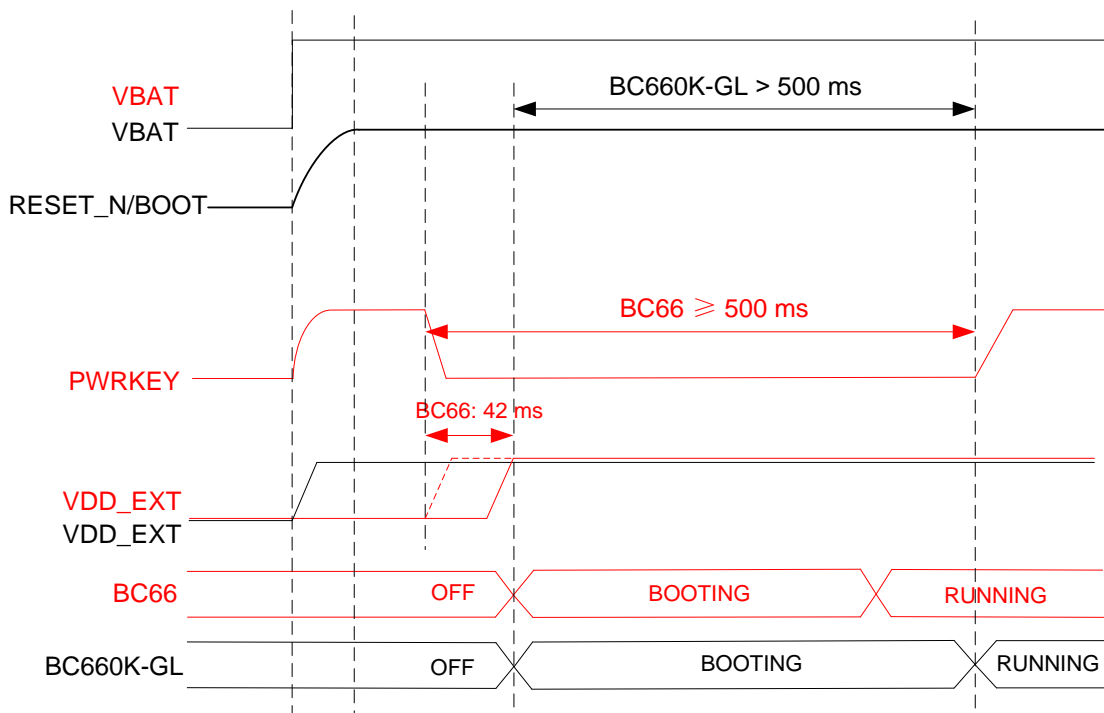 VBAT
BC660K-GL > 500 ms
VBAT
RESET_N/BOOT
BC66 ≥ 500 ms
PWRKEY
BC66: 42 ms
VDD_EXT
VDD_EXT
BC66 OFF BOOTING RUNNING
BC660K-GL OFF BOOTING RUNNING